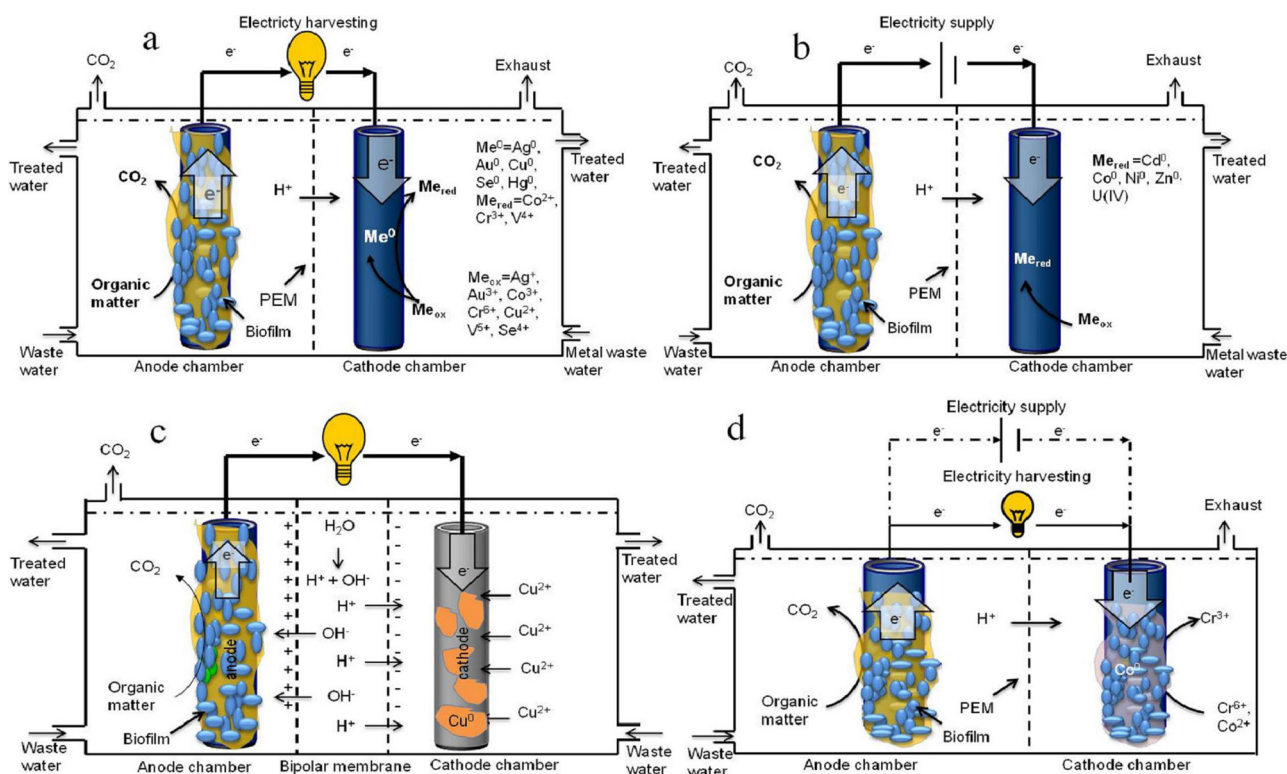 a
Electricty harvesting
e-
e-
CO2
Exhaust
Treated
water
Treated
water
CO2
e-
H+
e-
Me0=Ag0,
Au0, Cu0,
Se0, Hg0,
Mered=Co2+,
Cr3+, V4+
Mered
Me0
Organic
matter
PEM
Biofilm
Meox=Ag+,
Au3+, Co3+,
Cr6+, Cu2+,
V5+, Se4+
Meox
Waste
water
Metal waste
water
Anode chamber
Cathode chamber
b
Electricity supply
e-
e-
CO2
Exhaust
Treated
water
Treated
water
CO2
e-
H+
e-
Mered=Cd0,
Co0, Ni0, Zn0,
U(IV)
Organic
matter
PEM
Biofilm
Mered
Meox
Waste
water
Metal waste
water
Anode chamber
Cathode chamber
c
e-
e-
CO2
Treated
water
Treated
water
CO2
e-
H2O
H+ + OH-
H+
OH-
H+
OH-
H+
e-
anode
cathode
Cu2+
Cu2+
Cu2+
Cu2+
Cu0
Organic
matter
Biofilm
Waste
water
Waste
water
Anode chamber
Bipolar membrane
Cathode chamber
d
Electricity supply
e-
e-
Electricity harvesting
e-
e-
CO2
Exhaust
Treated
water
CO2
e-
H+
e-
Cr3+
Co0
Organic
matter
PEM
Biofilm
Cr6+,
Co2+
Waste
water
Anode chamber
Cathode chamber